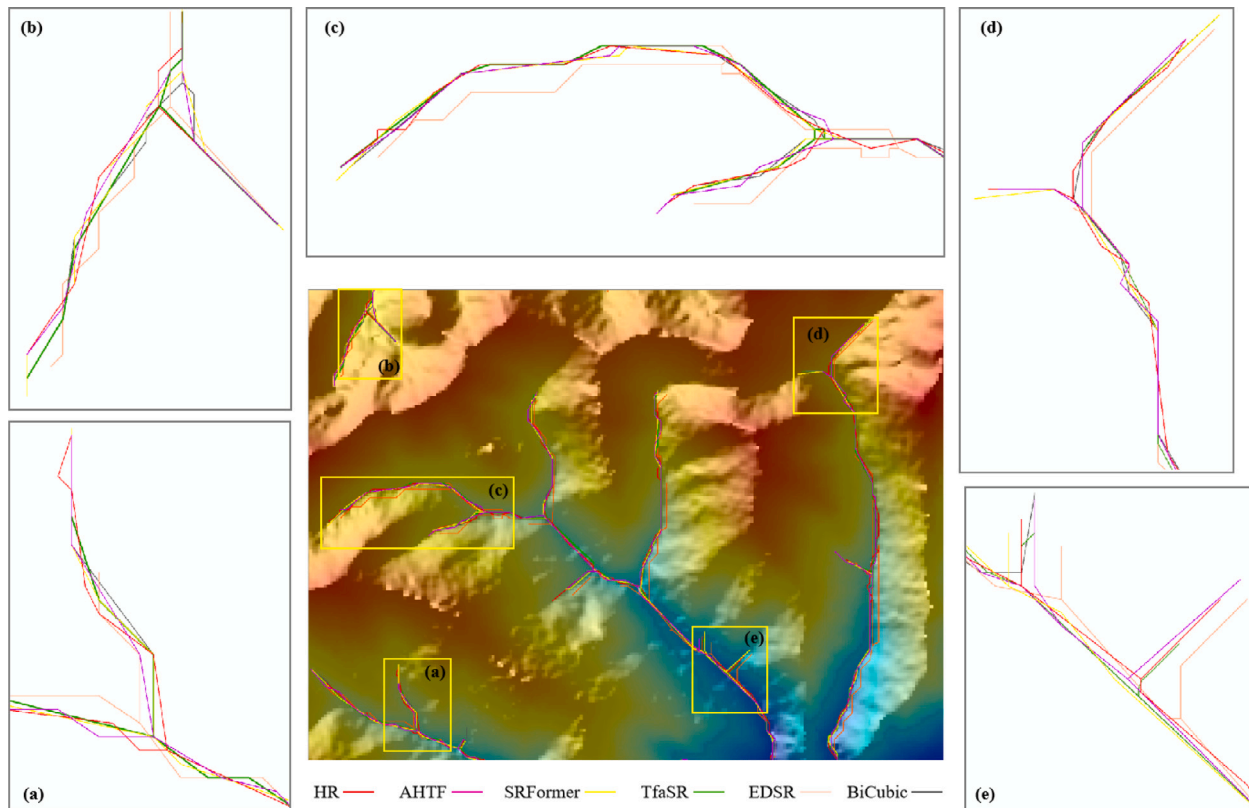 (b)
(c)
(d)
(d)
(b)
(c)
(e)
(a)
(a)
(e)
HR AHTF SRFormer TfaSR EDSR BiCubic